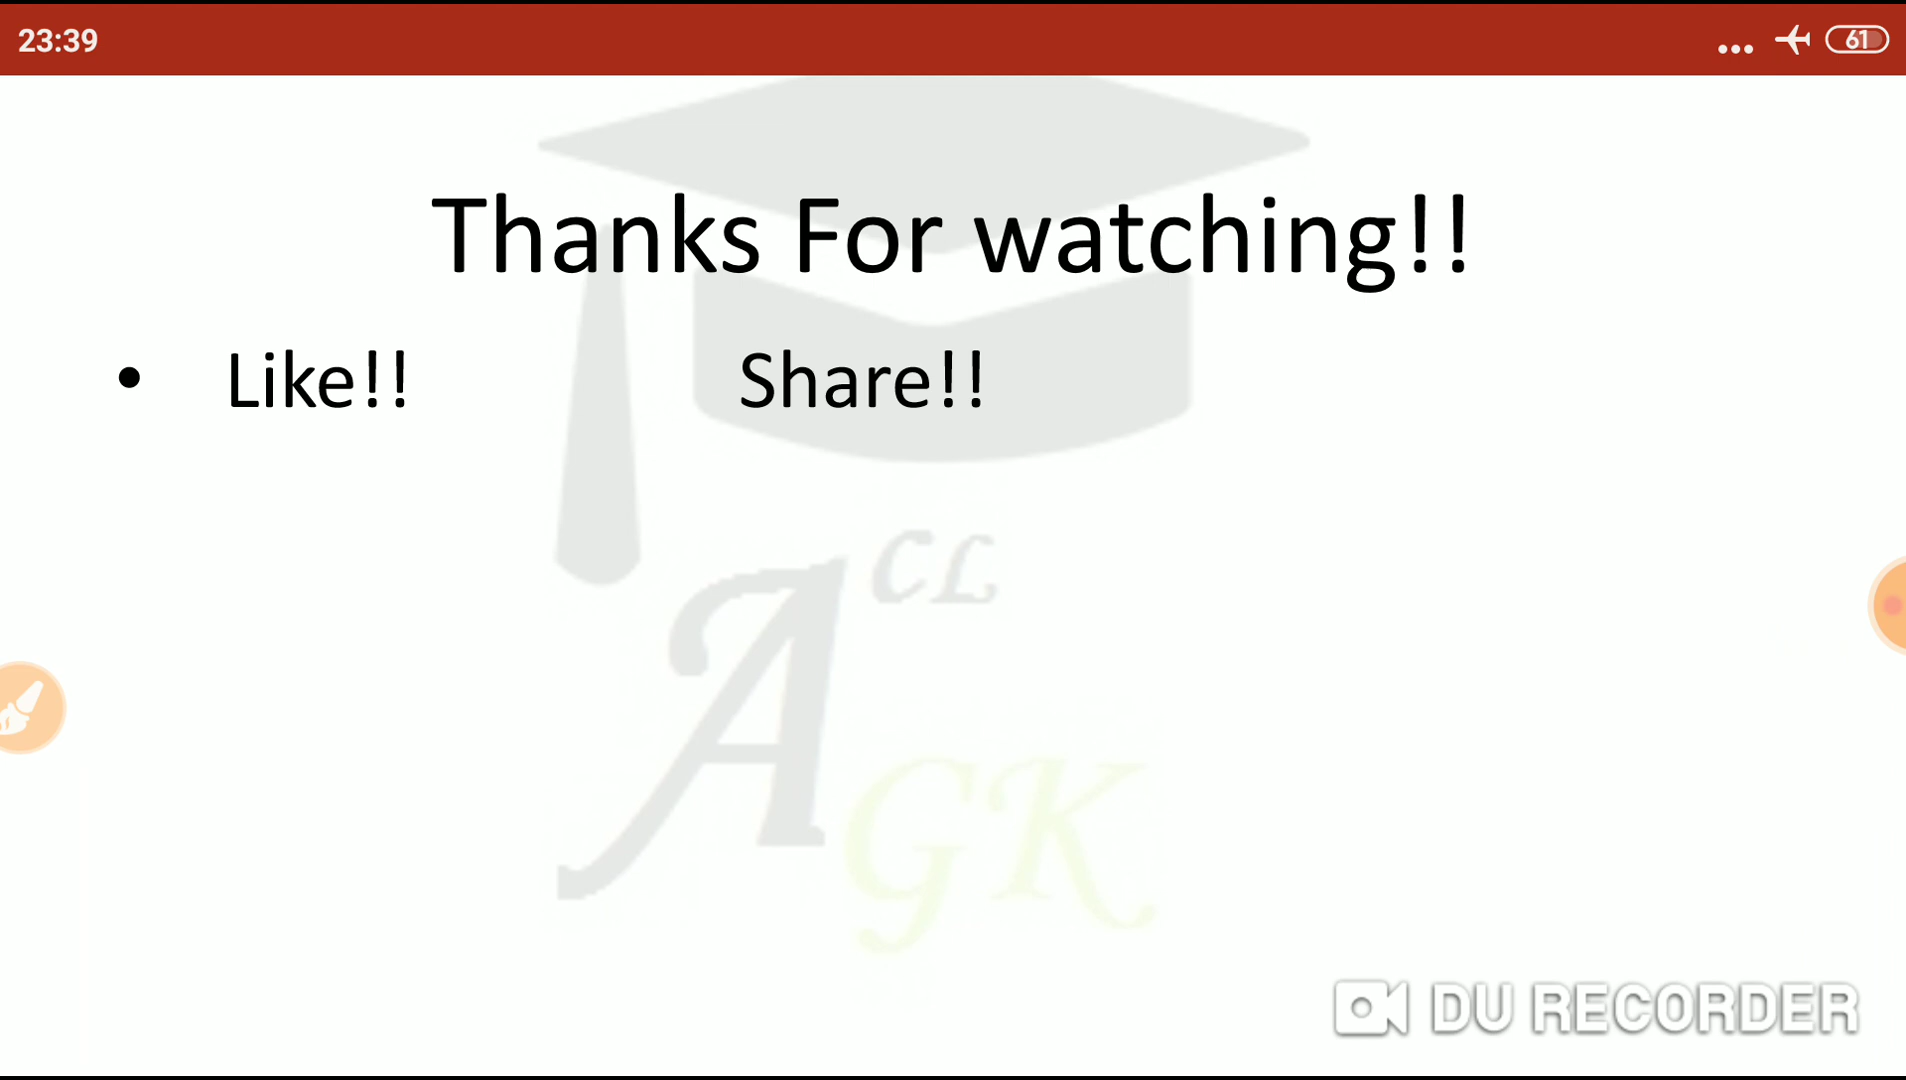 23:39
61
Thanks For watching!!
• Like!! Share!!
CL
A
GK
DU RECORDER